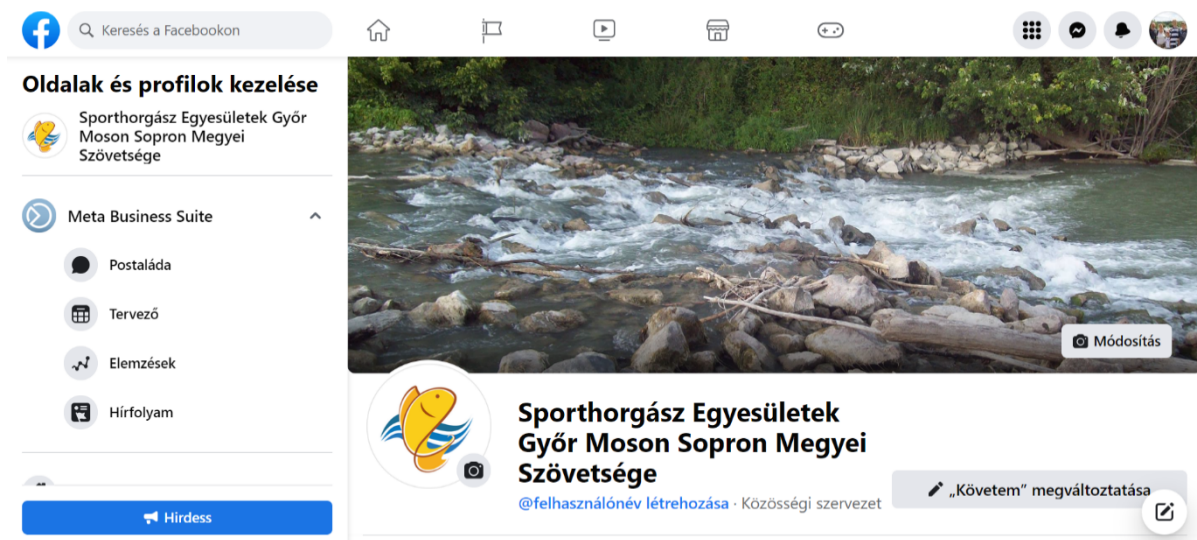 Keresés a Facebookon
Oldalak és profilok kezelése
Sporthorgász Egyesületek Győr
Moson Sopron Megyei
Szövetsége
Meta Business Suite
Postaláda
Tervező
Elemzések
Hírfolyam
Hirdess
Módosítás
Sporthorgász Egyesületek
Győr Moson Sopron Megyei
Szövetsége
@felhasználónév létrehozása · Közösségi szervezet
„Követem” megváltoztatása